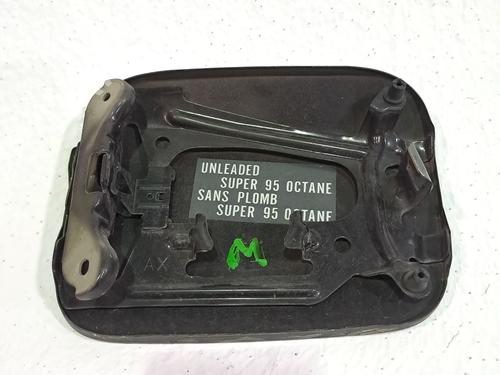 UNLEADED
SUPER 95 OCTANE
SANS PLOMB
SUPER 95 OCTANE
AX
M